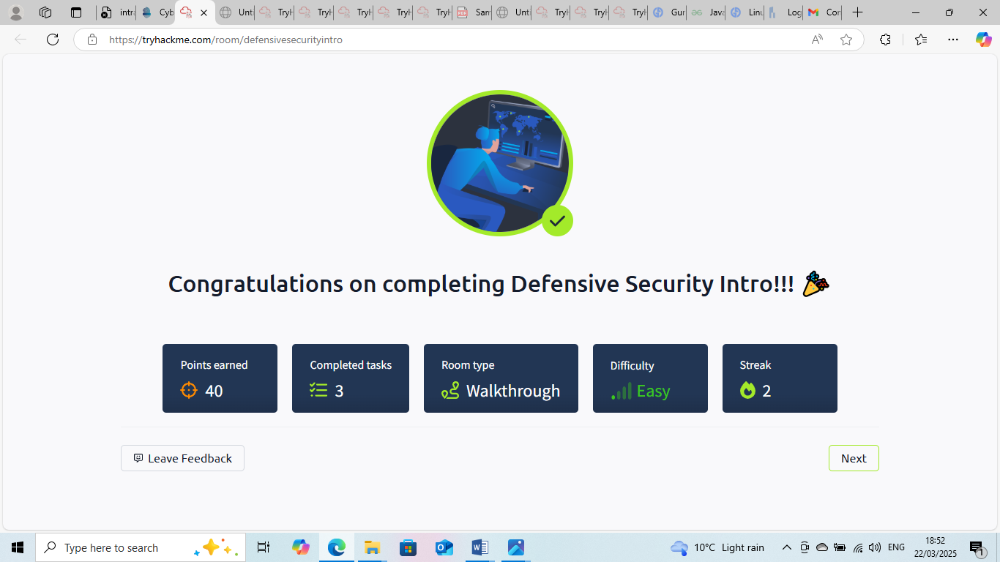 intr
Cyb
Unt
TryH
TryH
TryH
TryH
TryH
Sam
Unt
TryH
TryH
TryH
Gur
Java
Linu
Log
Cor
https://tryhackme.com/room/defensivesecurityintro
Congratulations on completing Defensive Security Intro!!!
Points earned
40
Completed tasks
3
Room type
Walkthrough
Difficulty
Easy
Streak
2
Leave Feedback
Next
Type here to search
10°C Light rain
ENG
18:52
22/03/2025
1